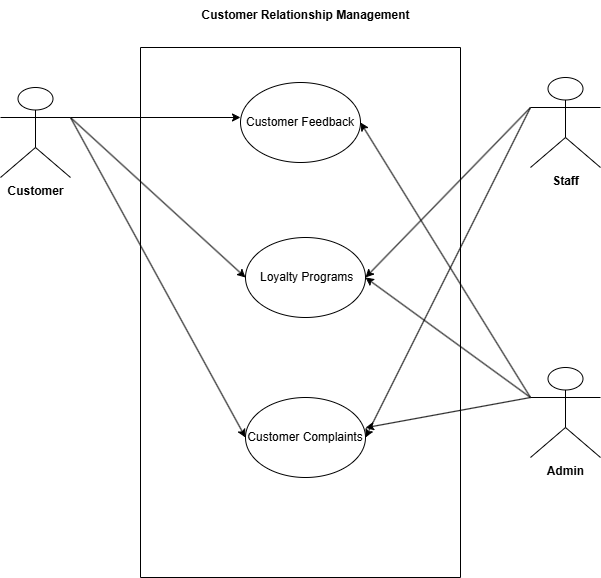 Customer Relationship Management
Customer Feedback
Customer
Staff
Loyalty Programs
Customer Complaints
Admin